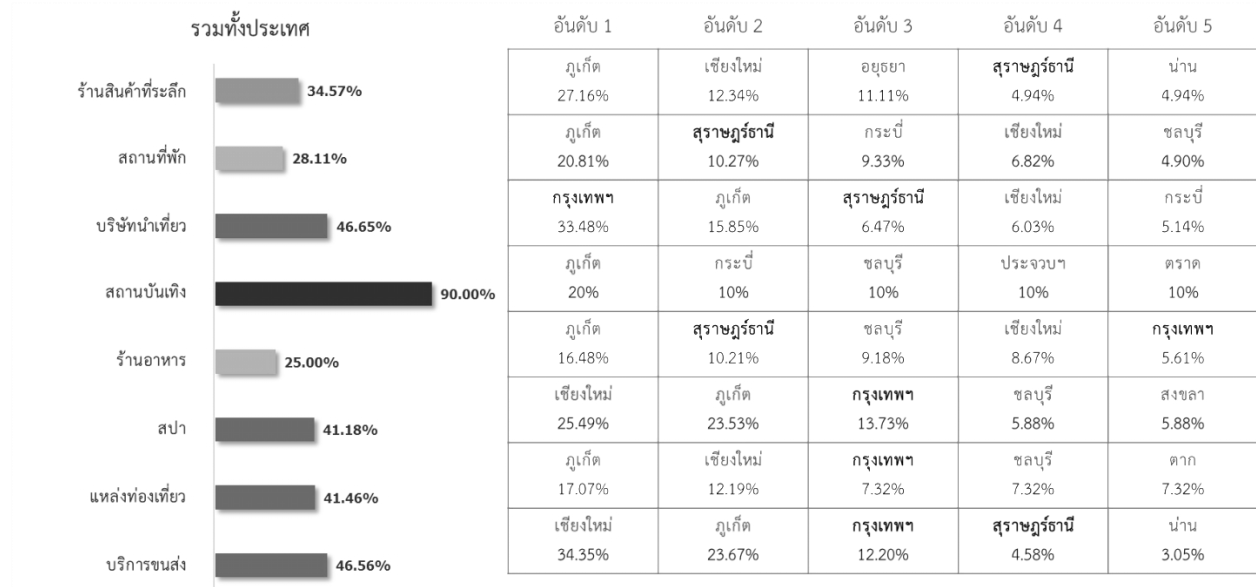 รวมทั้งประเทศ
อันดับ 1 อันดับ 2 อันดับ 3 อันดับ 4 อันดับ 5
ร้านสินค้าที่ระลึก 34.57%
ภูเก็ต เชียงใหม่ อยุธยา สุราษฎร์ธานี น่าน
27.16% 12.34% 11.11% 4.94% 4.94%
สถานที่พัก 28.11%
ภูเก็ต สุราษฎร์ธานี กระบี่ เชียงใหม่ ชลบุรี
20.81% 10.27% 9.33% 6.82% 4.90%
บริษัทนำเที่ยว 46.65%
กรุงเทพฯ ภูเก็ต สุราษฎร์ธานี เชียงใหม่ กระบี่
33.48% 15.85% 6.47% 6.03% 5.14%
สถานบันเทิง 90.00%
ภูเก็ต กระบี่ ชลบุรี ประจวบฯ ตราด
20% 10% 10% 10% 10%
ร้านอาหาร 25.00%
ภูเก็ต สุราษฎร์ธานี ชลบุรี เชียงใหม่ กรุงเทพฯ
16.48% 10.21% 9.18% 8.67% 5.61%
สปา 41.18%
เชียงใหม่ ภูเก็ต กรุงเทพฯ ชลบุรี สงขลา
25.49% 23.53% 13.73% 5.88% 5.88%
แหล่งท่องเที่ยว 41.46%
ภูเก็ต เชียงใหม่ กรุงเทพฯ ชลบุรี ตาก
17.07% 12.19% 7.32% 7.32% 7.32%
บริการขนส่ง 46.56%
เชียงใหม่ ภูเก็ต กรุงเทพฯ สุราษฎร์ธานี น่าน
34.35% 23.67% 12.20% 4.58% 3.05%